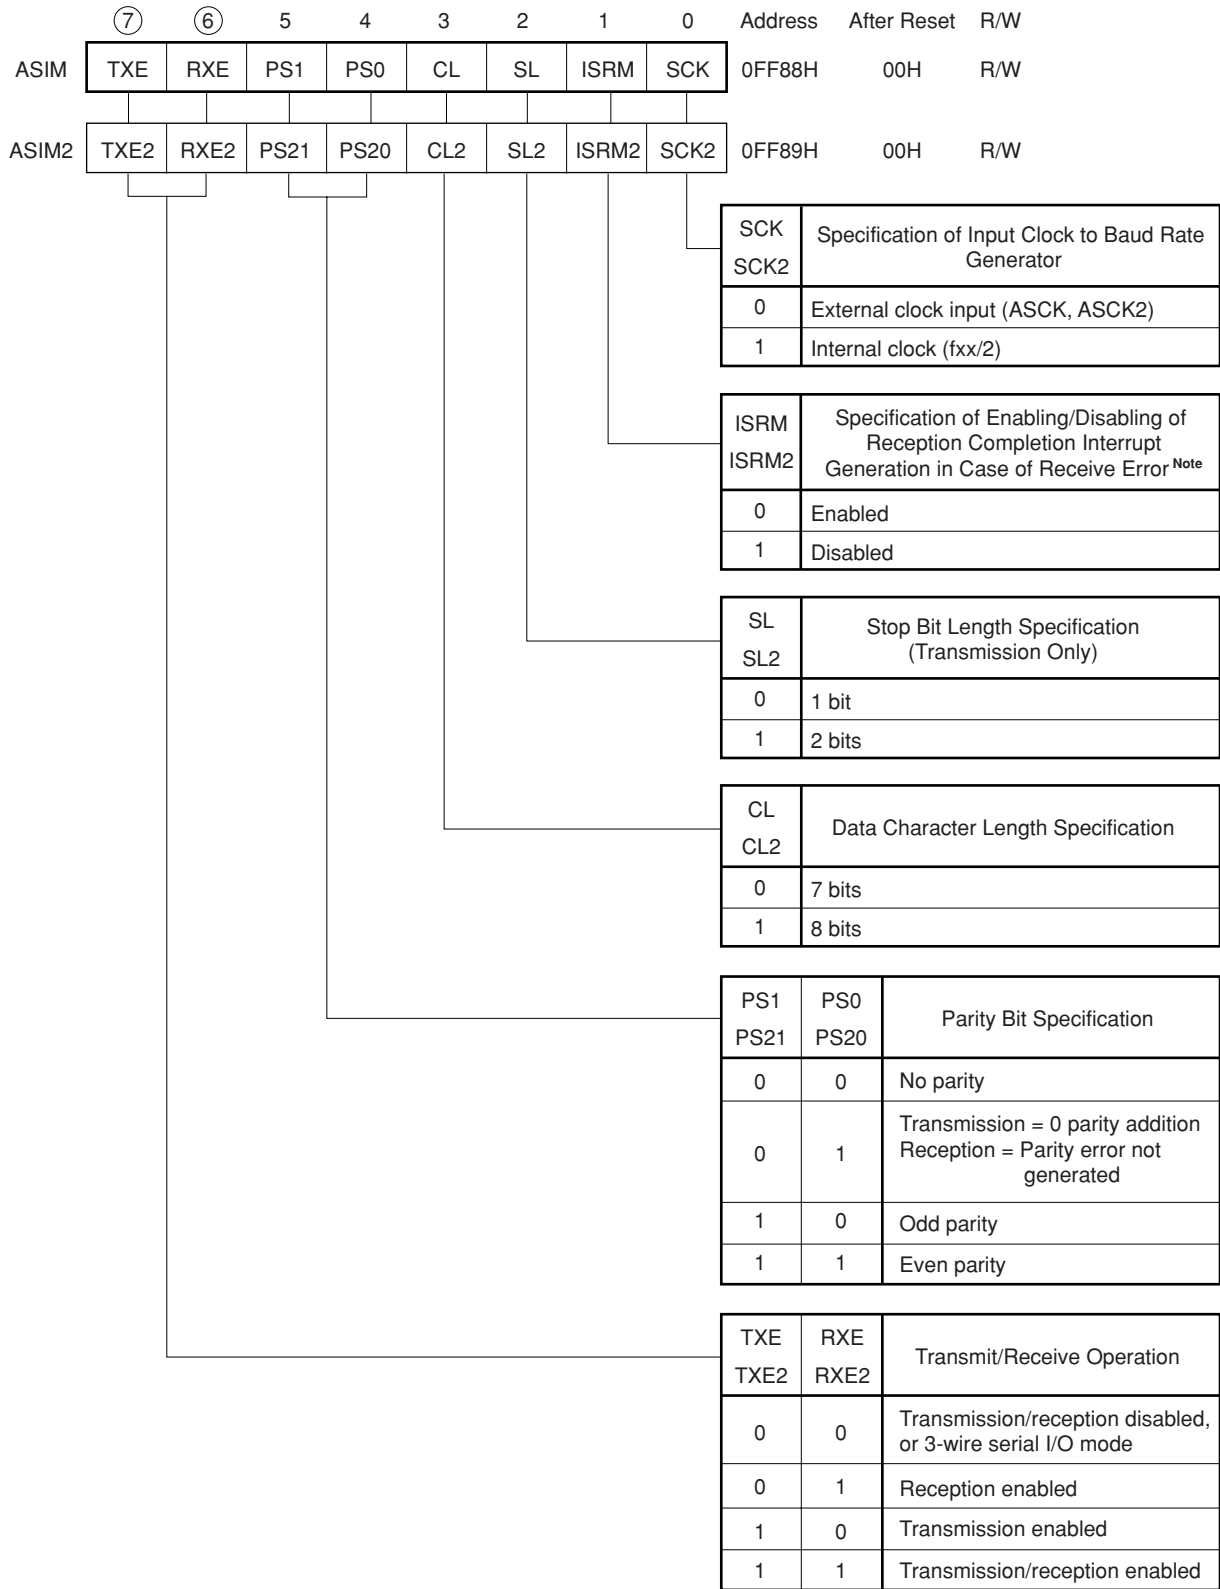 ⑦ ⑥ 5 4 3 2 1 0 Address After Reset R/W
ASIM TXE RXE PS1 PS0 CL SL ISRM SCK 0FF88H 00H R/W
ASIM2 TXE2 RXE2 PS21 PS20 CL2 SL2 ISRM2 SCK2 0FF89H 00H R/W
SCK
SCK2
Specification of Input Clock to Baud Rate
Generator
0 External clock input (ASCK, ASCK2)
1 Internal clock (fxx/2)
ISRM
ISRM2
Specification of Enabling/Disabling of
Reception Completion Interrupt
Generation in Case of Receive Error Note
0 Enabled
1 Disabled
SL
SL2
Stop Bit Length Specification
(Transmission Only)
0 1 bit
1 2 bits
CL
CL2
Data Character Length Specification
0 7 bits
1 8 bits
PS1 PS0
PS21 PS20
Parity Bit Specification
0 0 No parity
0 1 Transmission = 0 parity addition
Reception = Parity error not
generated
1 0 Odd parity
1 1 Even parity
TXE RXE
TXE2 RXE2
Transmit/Receive Operation
0 0 Transmission/reception disabled,
or 3-wire serial I/O mode
0 1 Reception enabled
1 0 Transmission enabled
1 1 Transmission/reception enabled